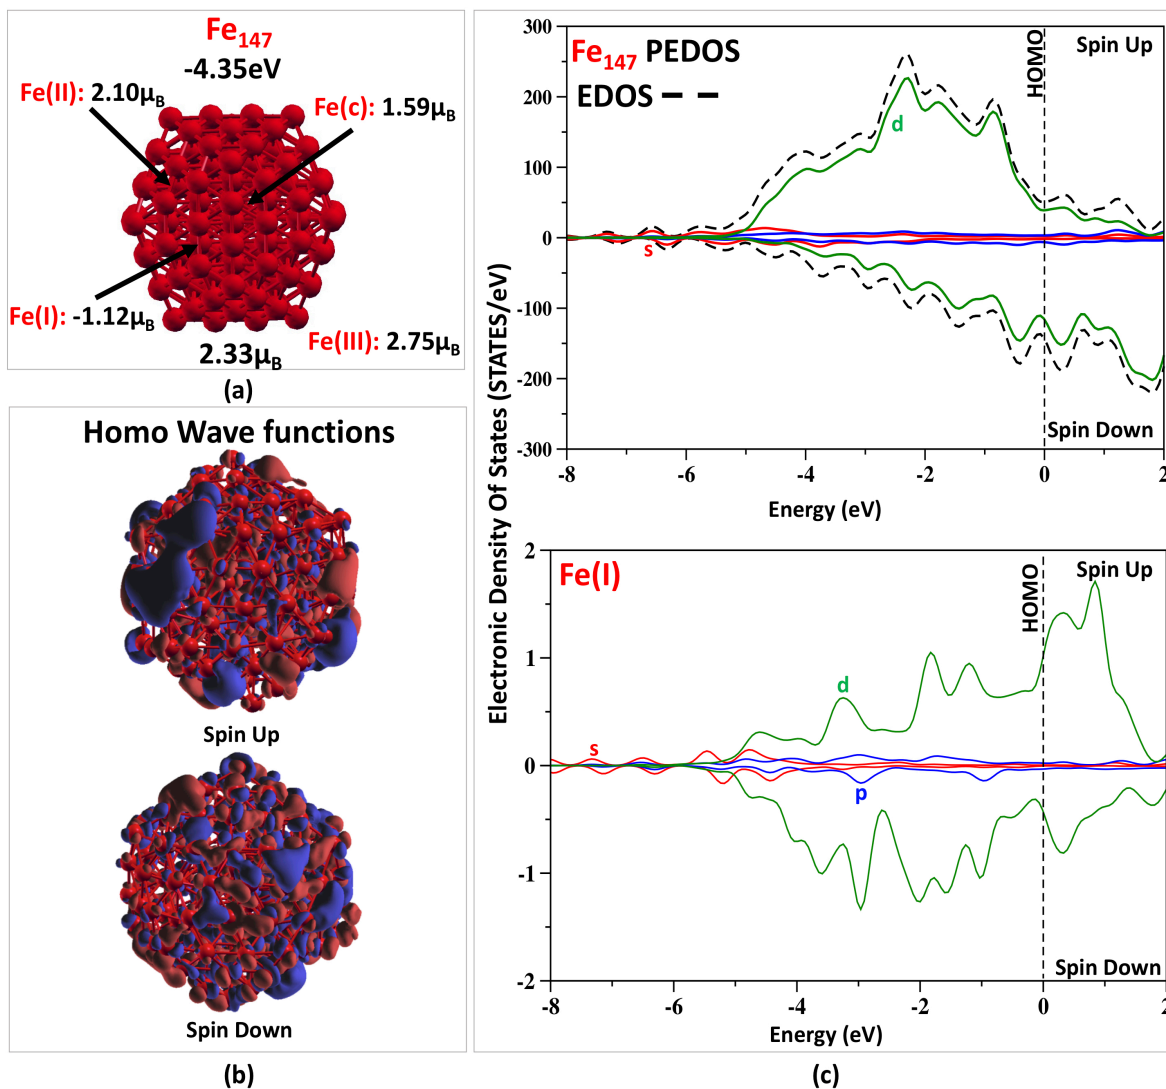 Fe147
-4.35eV
Fe(II): 2.10μB
Fe(c): 1.59μB
Fe(I): -1.12μB
Fe(III): 2.75μB
2.33μB
(a)
Homo Wave functions
Spin Up
Spin Down
(b)
Electronic Density Of States (STATES/eV)
300
200
100
0
-100
-200
-300
Fe147 PEDOS
EDOS
HOMO
Spin Up
d
s
Spin Down
-8
-6
-4
-2
0
2
Energy (eV)
2
1
0
-1
-2
Fe(I)
HOMO
Spin Up
d
s
p
Spin Down
-8
-6
-4
-2
0
2
Energy (eV)
(c)